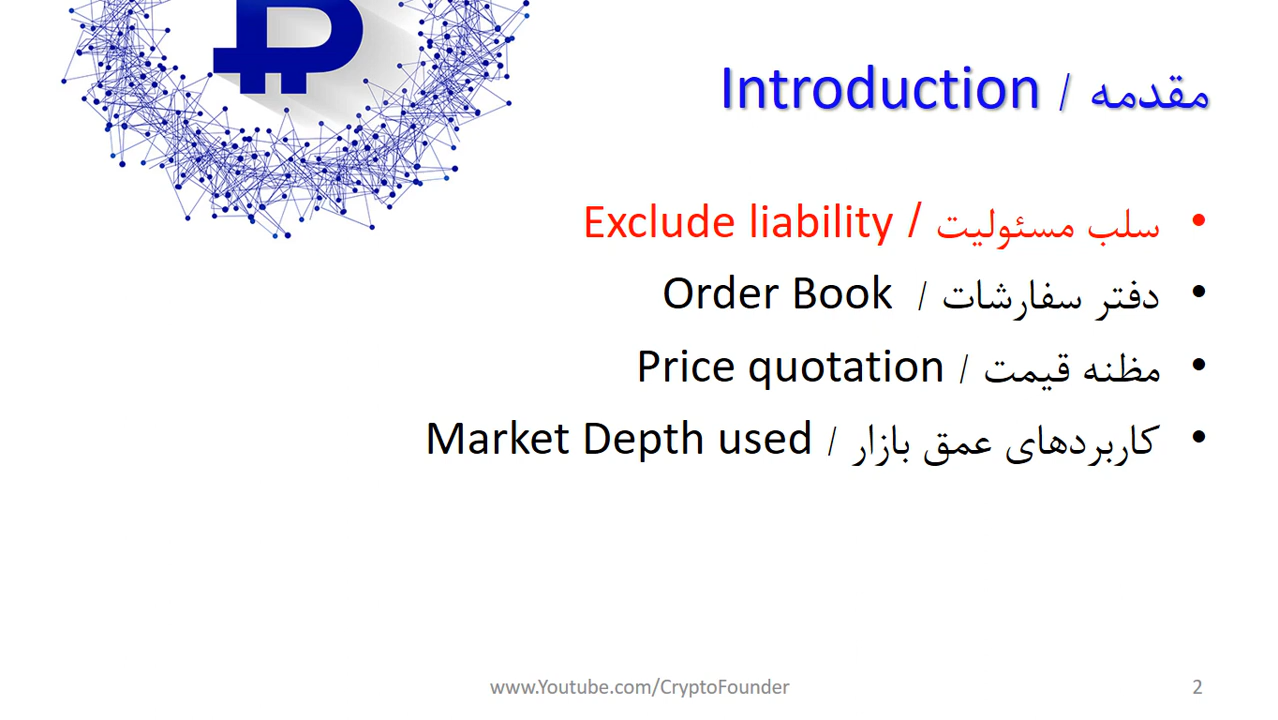 مقدمه / Introduction
• سلب مسئولیت / Exclude liability
• دفتر سفارشات / Order Book
• مظنه قیمت / Price quotation
• کاربردهای عمق بازار / Market Depth used
www.Youtube.com/CryptoFounder
2